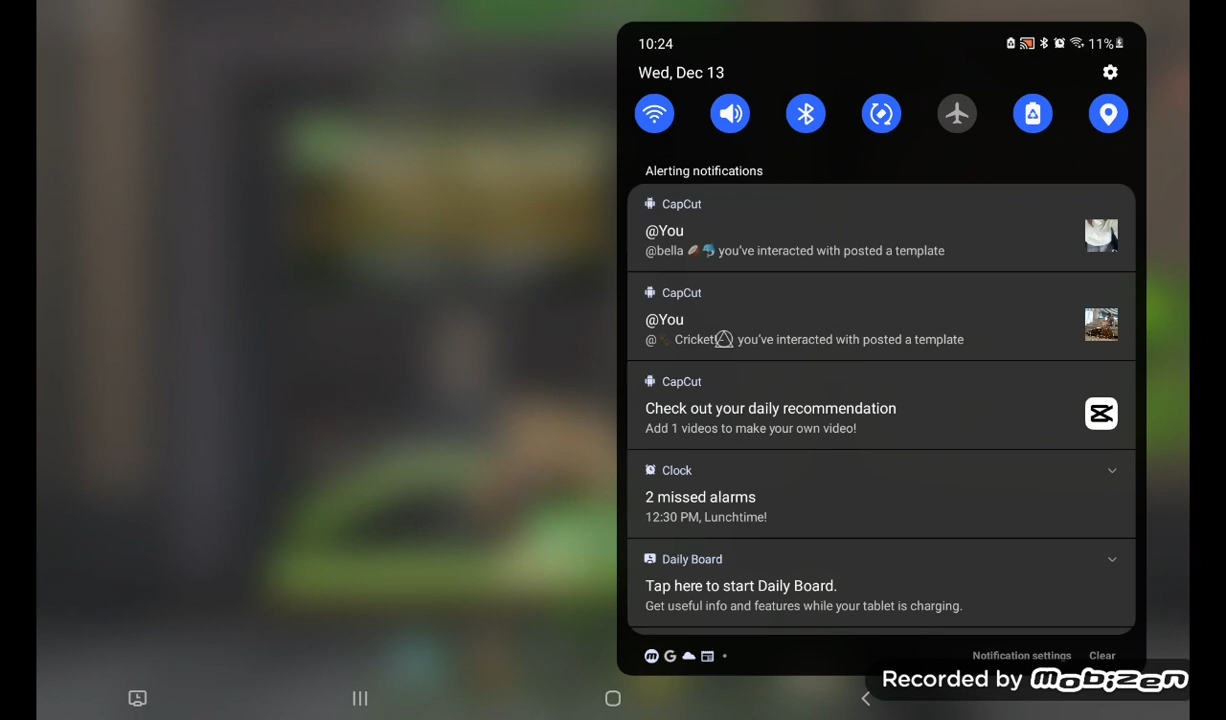 10:24
11%
Wed, Dec 13
Alerting notifications
CapCut
@You
@bella 🏉🐬 you've interacted with posted a template
CapCut
@You
@ Cricket! you've interacted with posted a template
CapCut
Check out your daily recommendation
Add 1 videos to make your own video!
Clock
2 missed alarms
12:30 PM, Lunchtime!
Daily Board
Tap here to start Daily Board.
Get useful info and features while your tablet is charging.
Notification settings
Clear
Recorded by mobizen